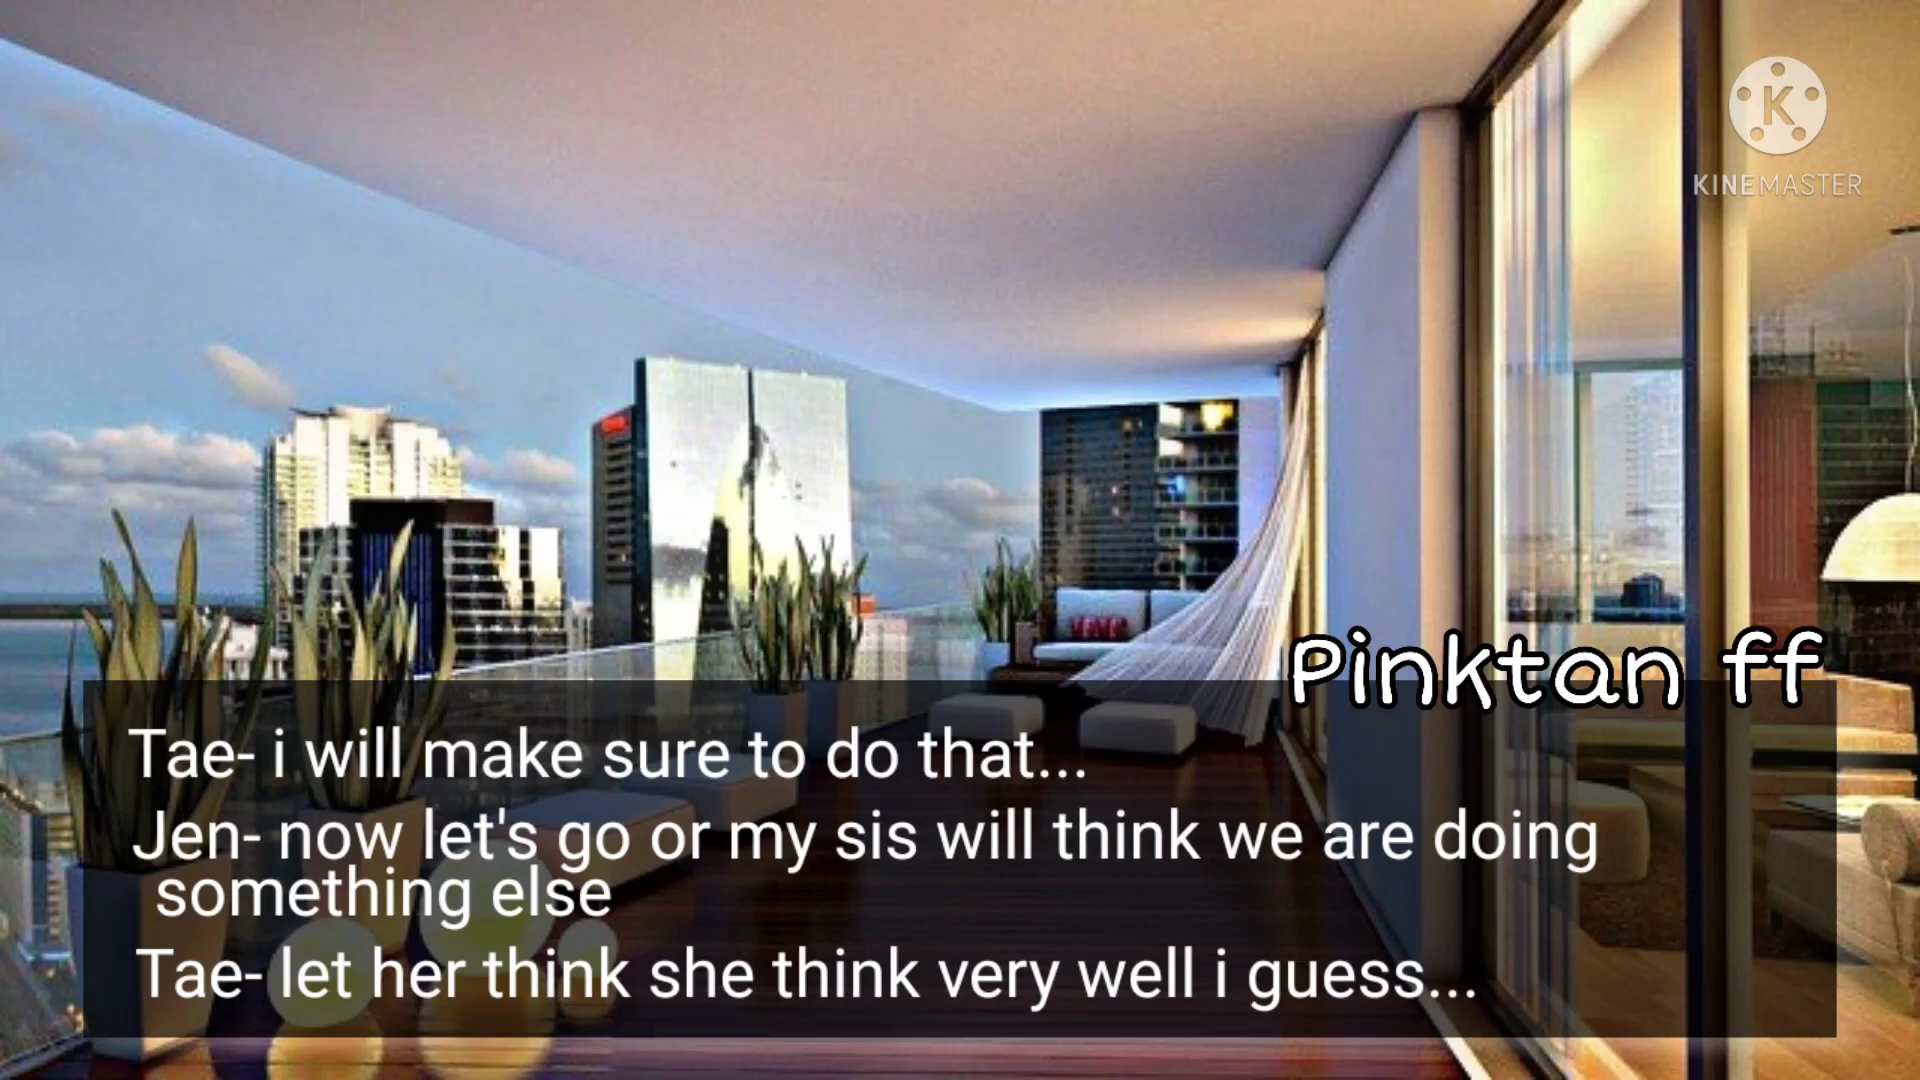 K
KINEMASTER
Pinktan ff
Tae- i will make sure to do that...
Jen- now let's go or my sis will think we are doing
something else
Tae- let her think she think very well i guess...